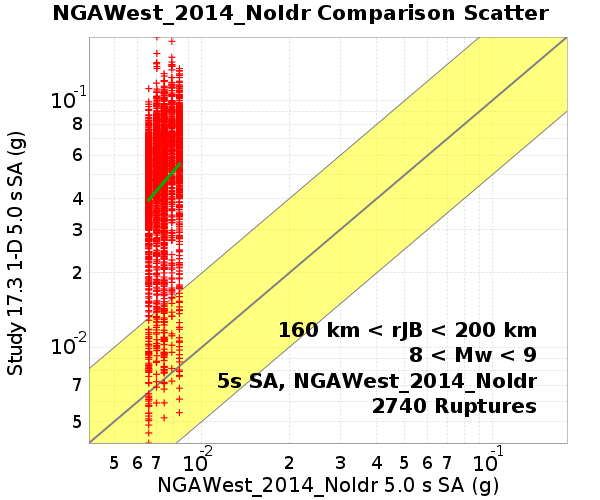 NGAWest_2014_NoIdr Comparison Scatter
Study 17.3 1-D 5.0 s SA (g)
10-1
8
6
4
3
2
10-2
7
5
160 km < rJB < 200 km
8 < Mw < 9
5s SA, NGAWest_2014_NoIdr
2740 Ruptures
5 6 7 10-2 2 3 4 5 6 7 10-1
NGAWest_2014_NoIdr 5.0 s SA (g)